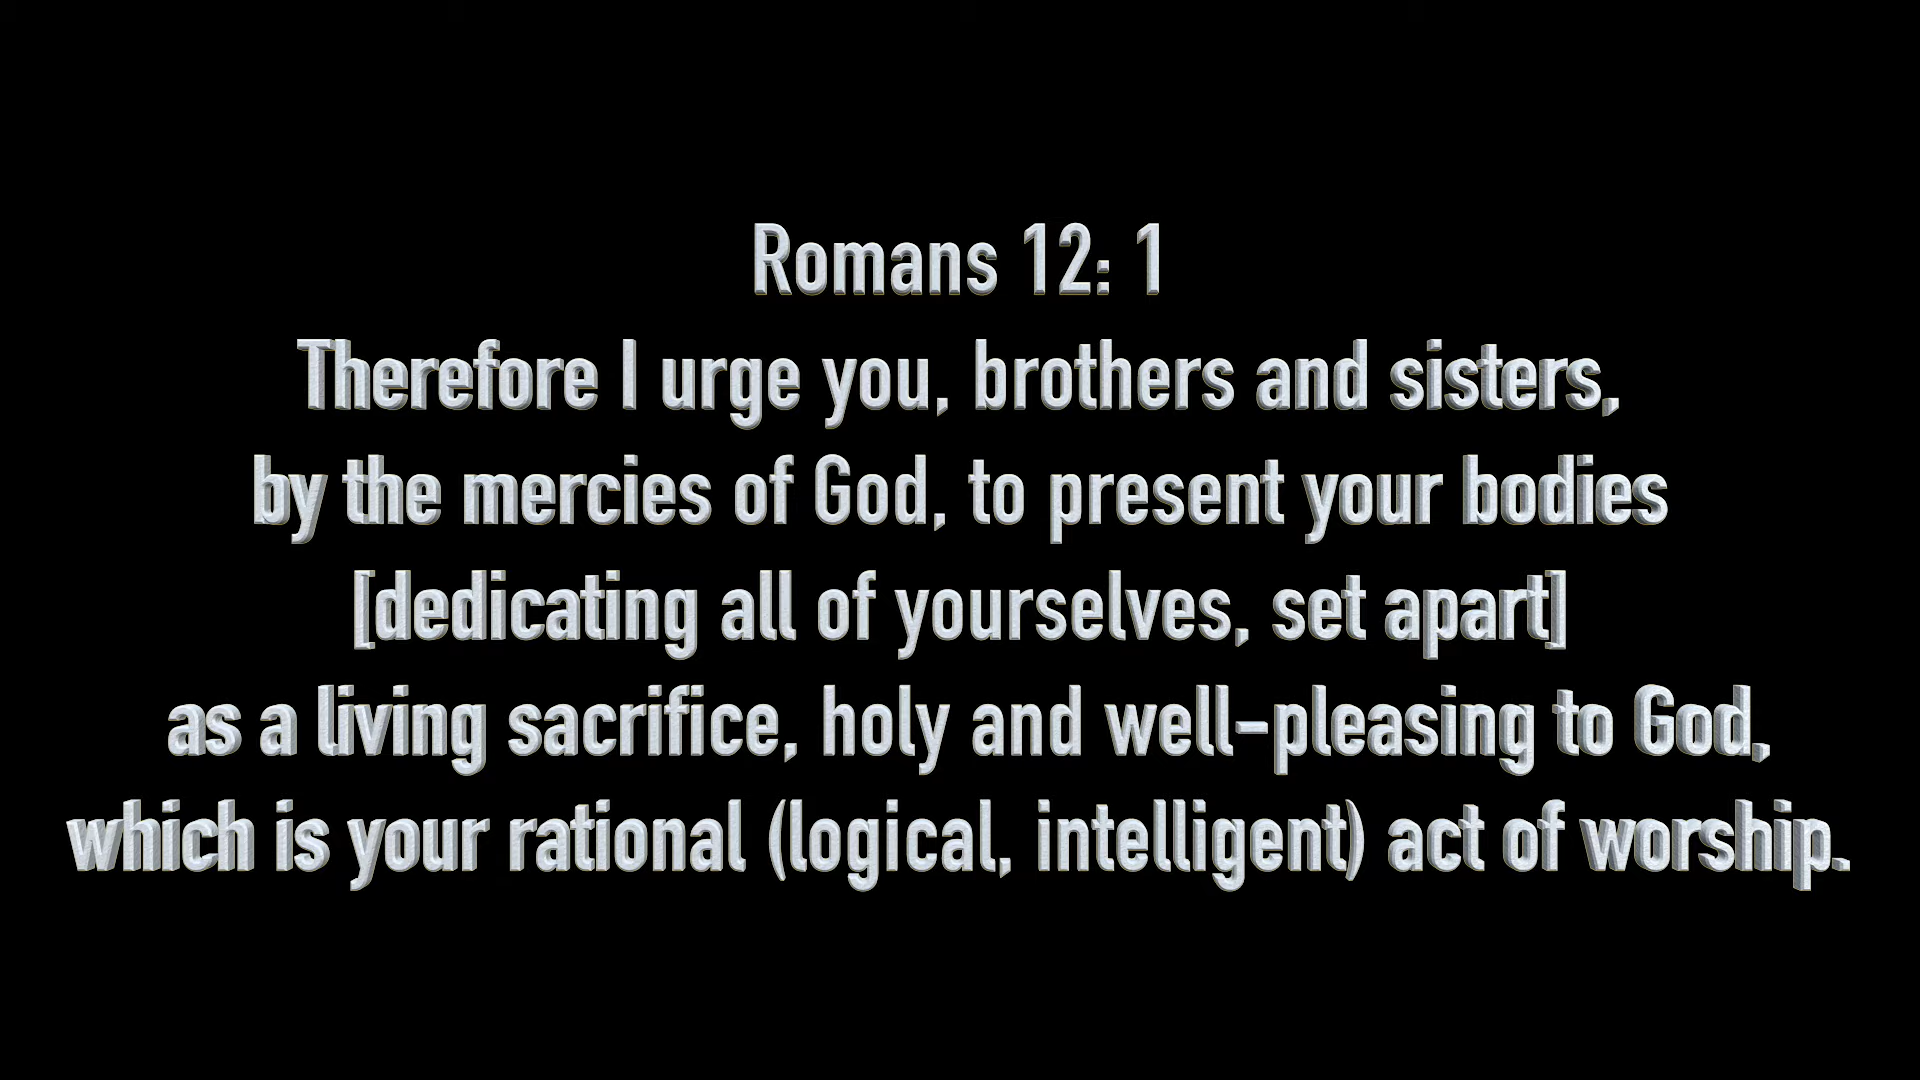 Romans 12: 1
Therefore I urge you, brothers and sisters,
by the mercies of God, to present your bodies
[dedicating all of yourselves, set apart]
as a living sacrifice, holy and well-pleasing to God,
which is your rational (logical, intelligent) act of worship.